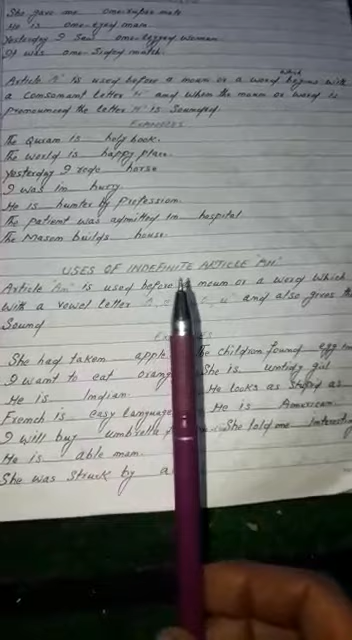 She gave me one-rupee note
He is one-eyed man.
Yesterday I saw one-legged woman
It was one-sided match.
Article "A" is used before a noun or a word which begins with
a consonant letter "H" and when the noun or word is
pronounced the letter "H" is Sounded.
EXAMPLES
The Quran is holy book.
The world is happy place.
Yesterday I rode horse
I was in hurry.
He is hunter by profession.
The patient was admitted in hospital
The Mason builds house.
USES OF INDEFINITE ARTICLE "AN"
Article "An" is used before a noun or a word which
with a vowel letter and also gives the
Sound
She had taken apple. The children found egg
I want to eat She is untidy girl
He is Indian. He looks as stupid as
French is easy language He is American.
I will buy umbrella She told me interesting
He is able man.
She was struck by